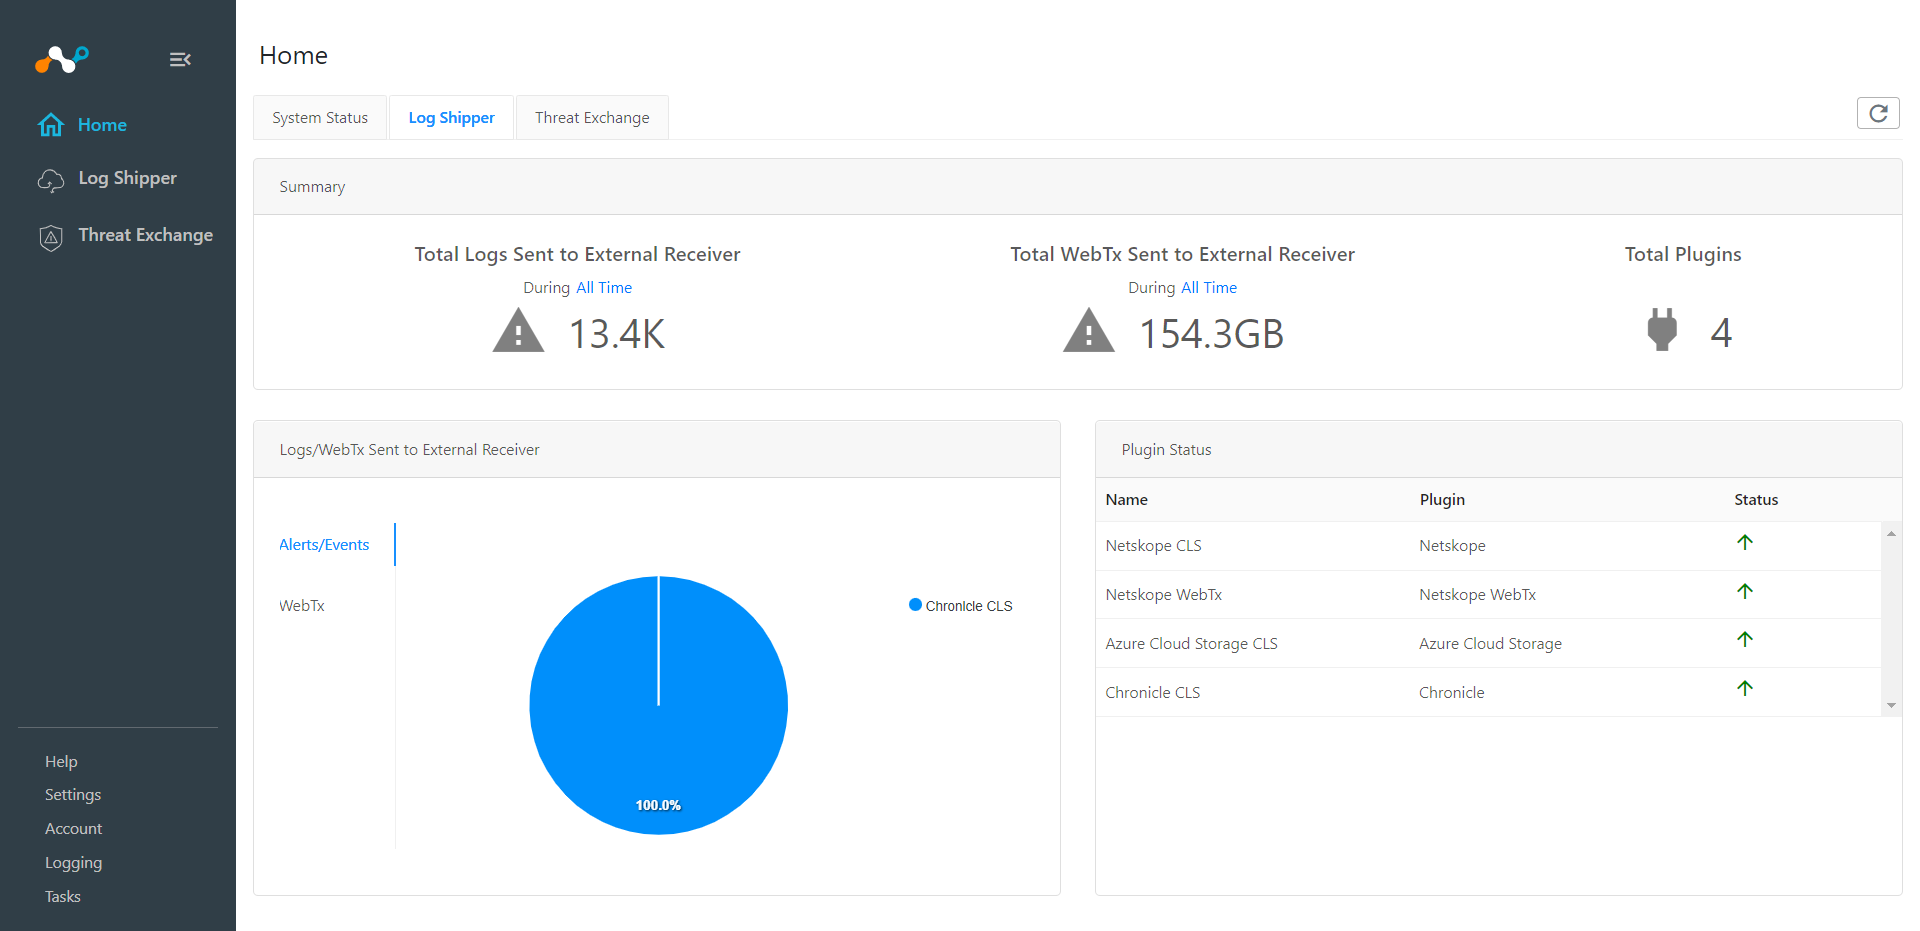 Home
Home
Log Shipper
Threat Exchange
Help
Settings
Account
Logging
Tasks
System Status
Log Shipper
Threat Exchange
Summary
Total Logs Sent to External Receiver
During All Time
13.4K
Total WebTx Sent to External Receiver
During All Time
154.3GB
Total Plugins
4
Logs/WebTx Sent to External Receiver
Alerts/Events
WebTx
100.0%
Chronicle CLS
Plugin Status
Name Plugin Status
Netskope CLS Netskope
Netskope WebTx Netskope WebTx
Azure Cloud Storage CLS Azure Cloud Storage
Chronicle CLS Chronicle